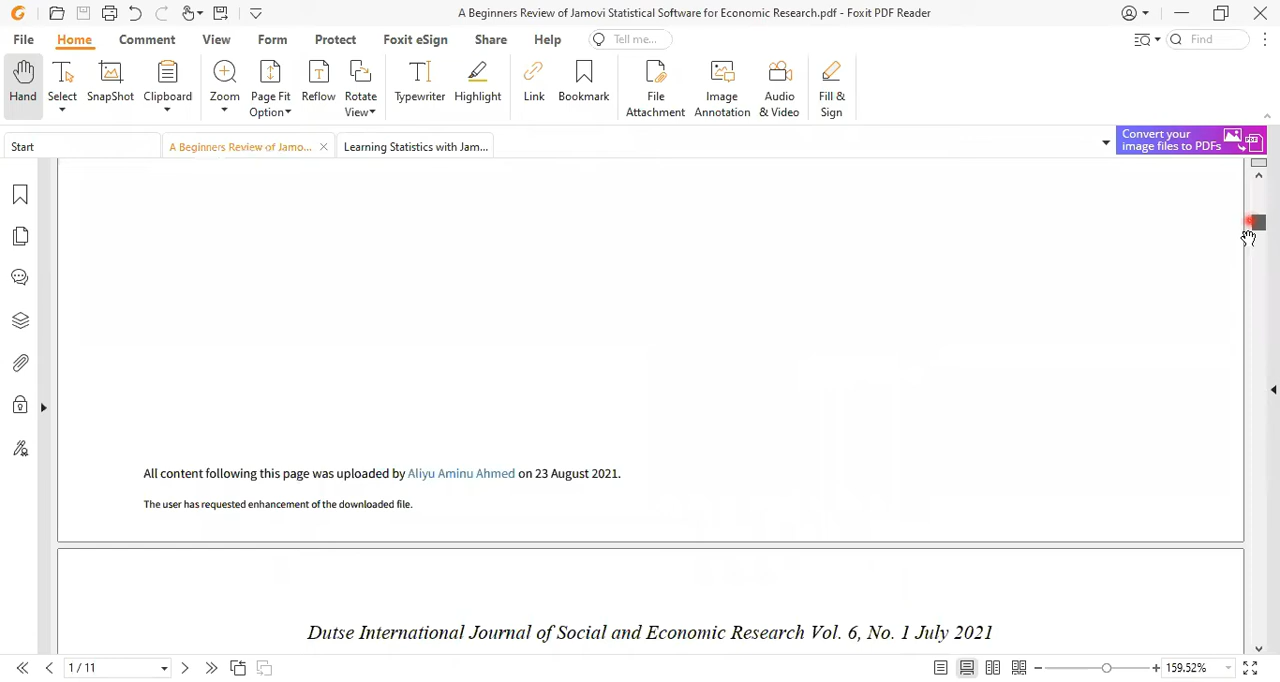 A Beginners Review of Jamovi Statistical Software for Economic Research.pdf - Foxit PDF Reader
File Home Comment View Form Protect Foxit eSign Share Help Tell me... Find
Hand Select SnapShot Clipboard Zoom Page Fit Option Reflow Rotate View Typewriter Highlight Link Bookmark File Attachment Image Annotation Audio & Video Fill & Sign
Start A Beginners Review of Jamo... Learning Statistics with Jam...
Convert your
image files to PDFs
All content following this page was uploaded by Aliyu Aminu Ahmed on 23 August 2021.
The user has requested enhancement of the downloaded file.
Dutse International Journal of Social and Economic Research Vol. 6, No. 1 July 2021
1 / 11 159.52%